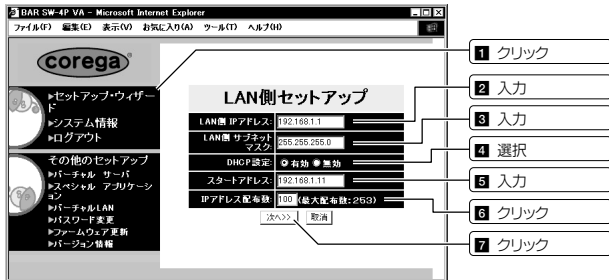 BAR SW-4P VA - Microsoft Internet Explorer
ファイル(F) 編集(E) 表示(V) お気に入り(A) ツール(T) ヘルプ(H)
corega
▶セットアップ・ウィザード
▶システム情報
▶ログアウト
その他のセットアップ
▶バーチャル サーバ
▶スペシャル アプリケーション
▶バーチャルLAN
▶パスワード変更
▶ファームウェア更新
▶バージョン情報
LAN側セットアップ
LAN側 IPアドレス: 192.168.1.1
LAN側 サブネットマスク: 255.255.255.0
DHCP設定: 有効 無効
スタートアドレス: 192.168.1.11
IPアドレス配布数: 100 (最大配布数:253)
次へ>> 取消
1 クリック
2 入力
3 入力
4 選択
5 入力
6 クリック
7 クリック